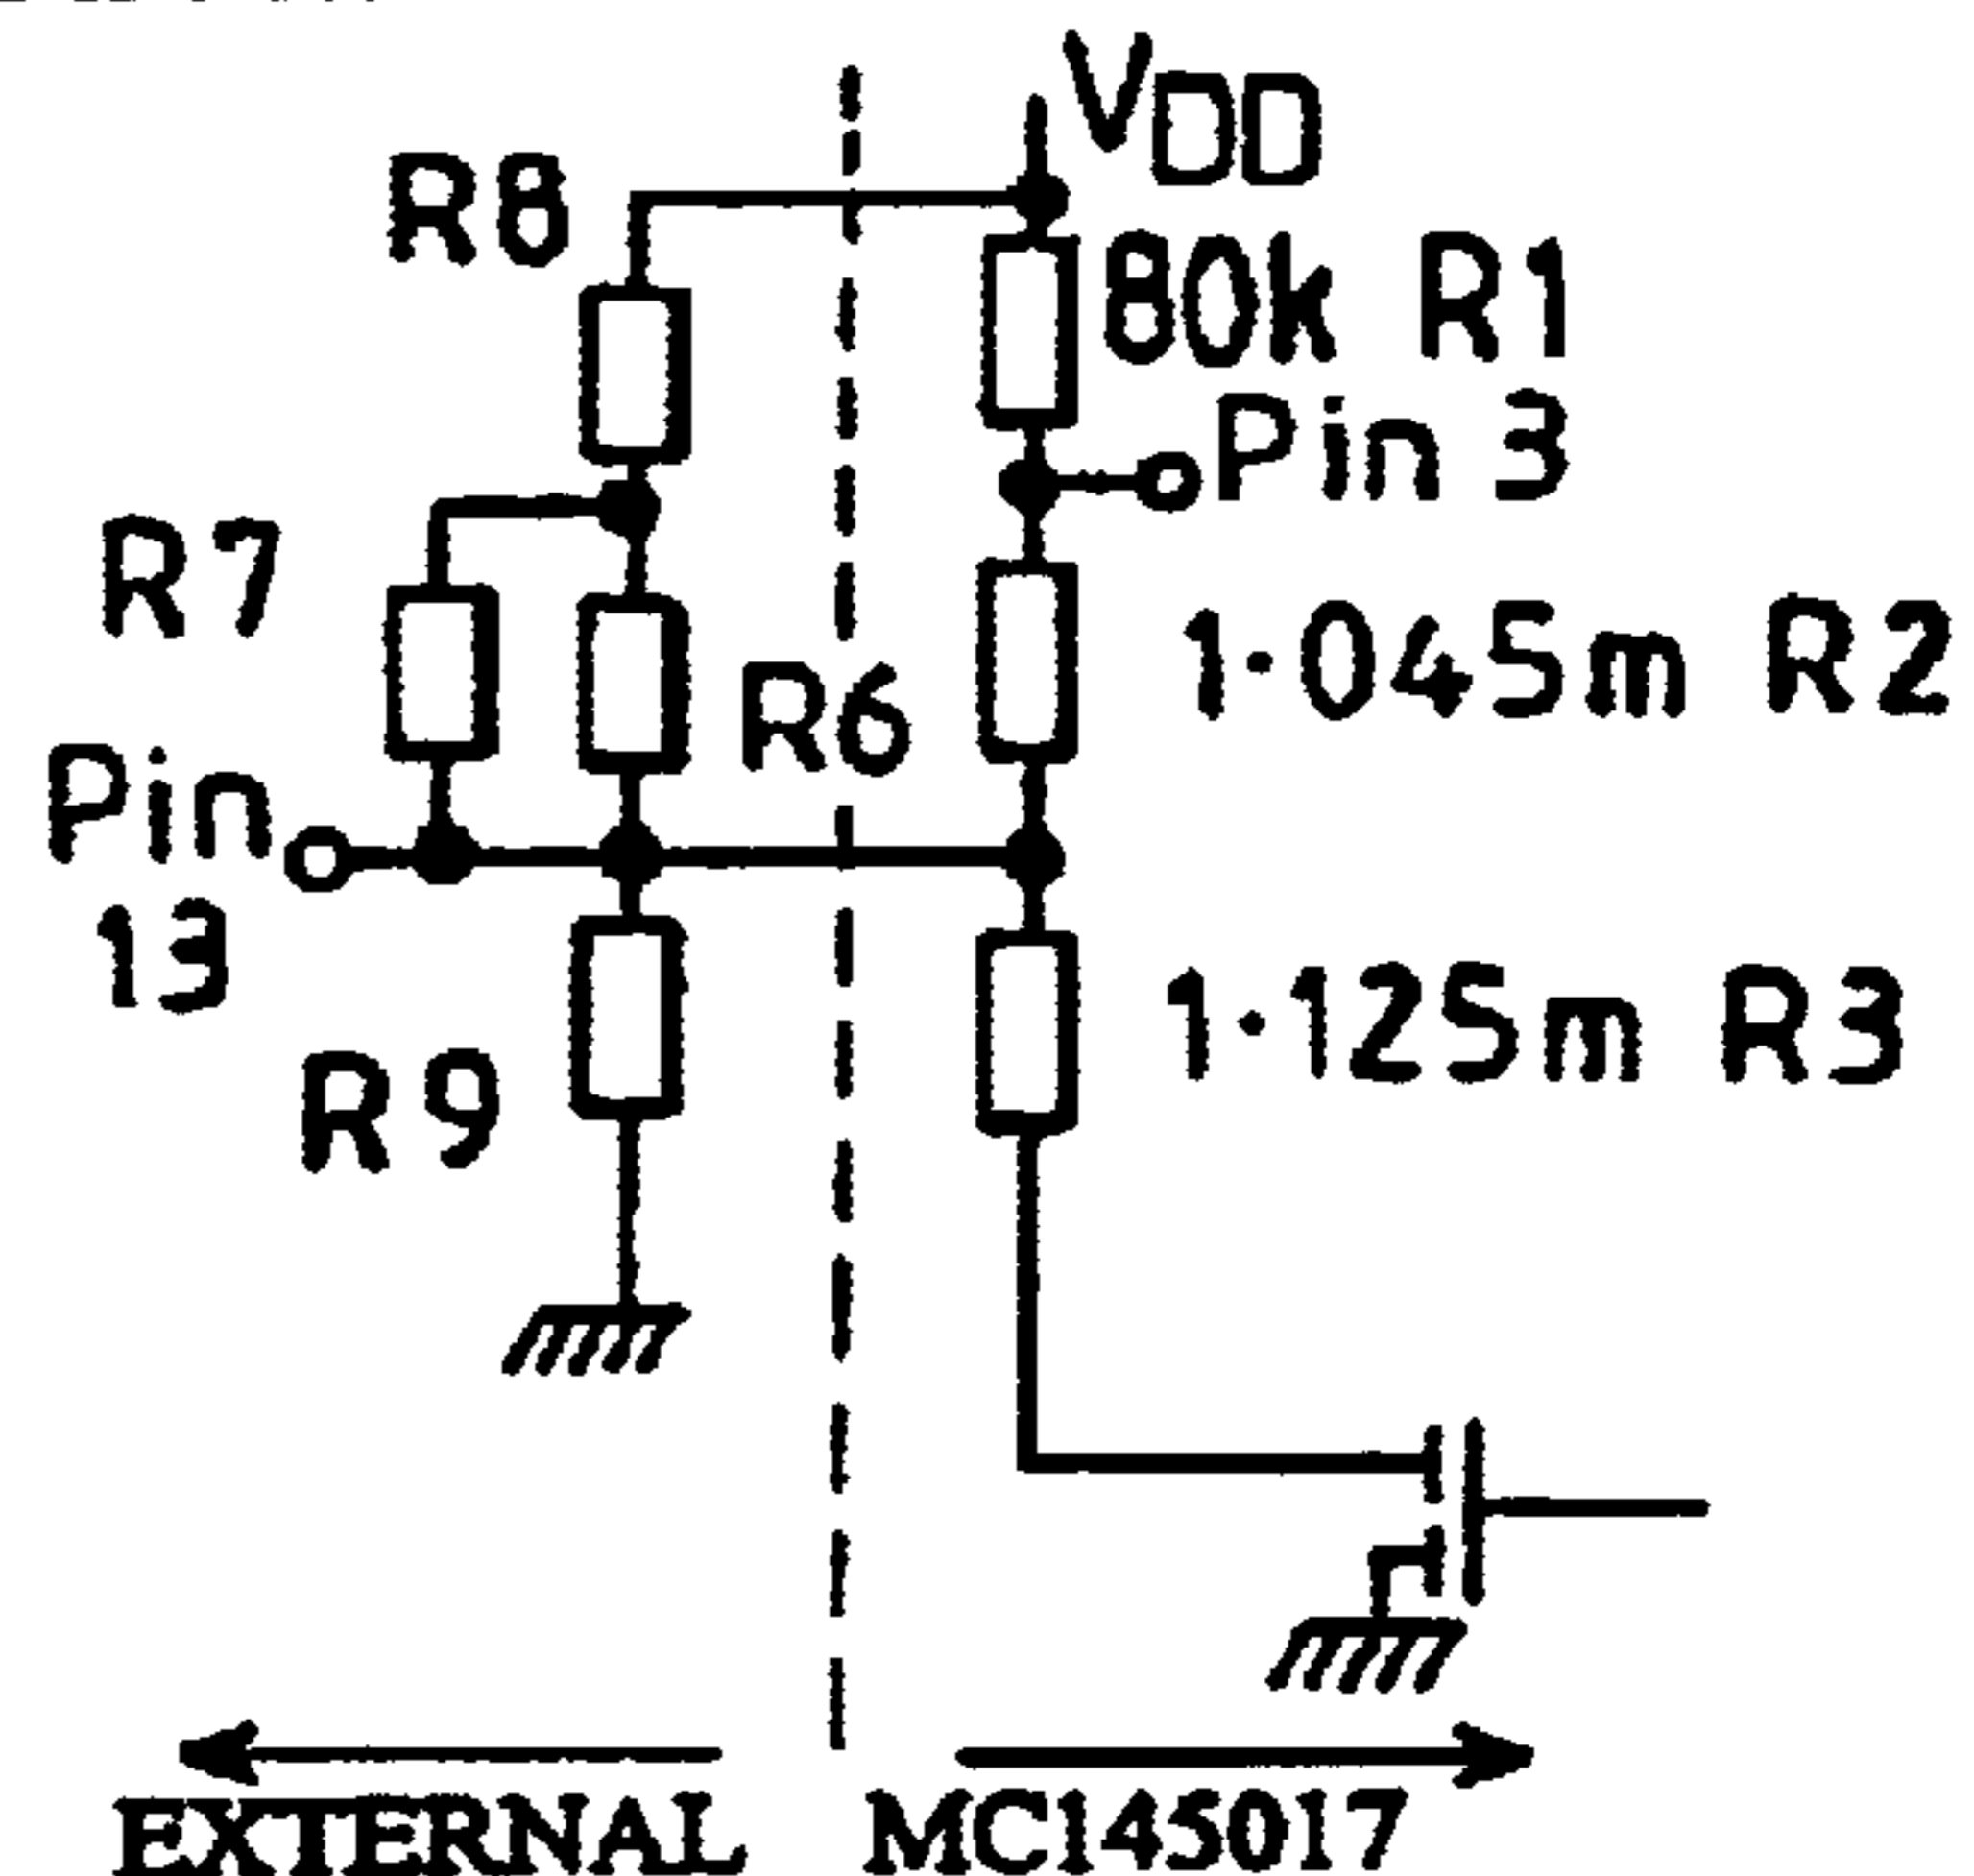 VDD
R8
80k R1
Pin 3
R7
1·045m R2
R6
Pin
13
1·125m R3
R9
EXTERNAL MC145017